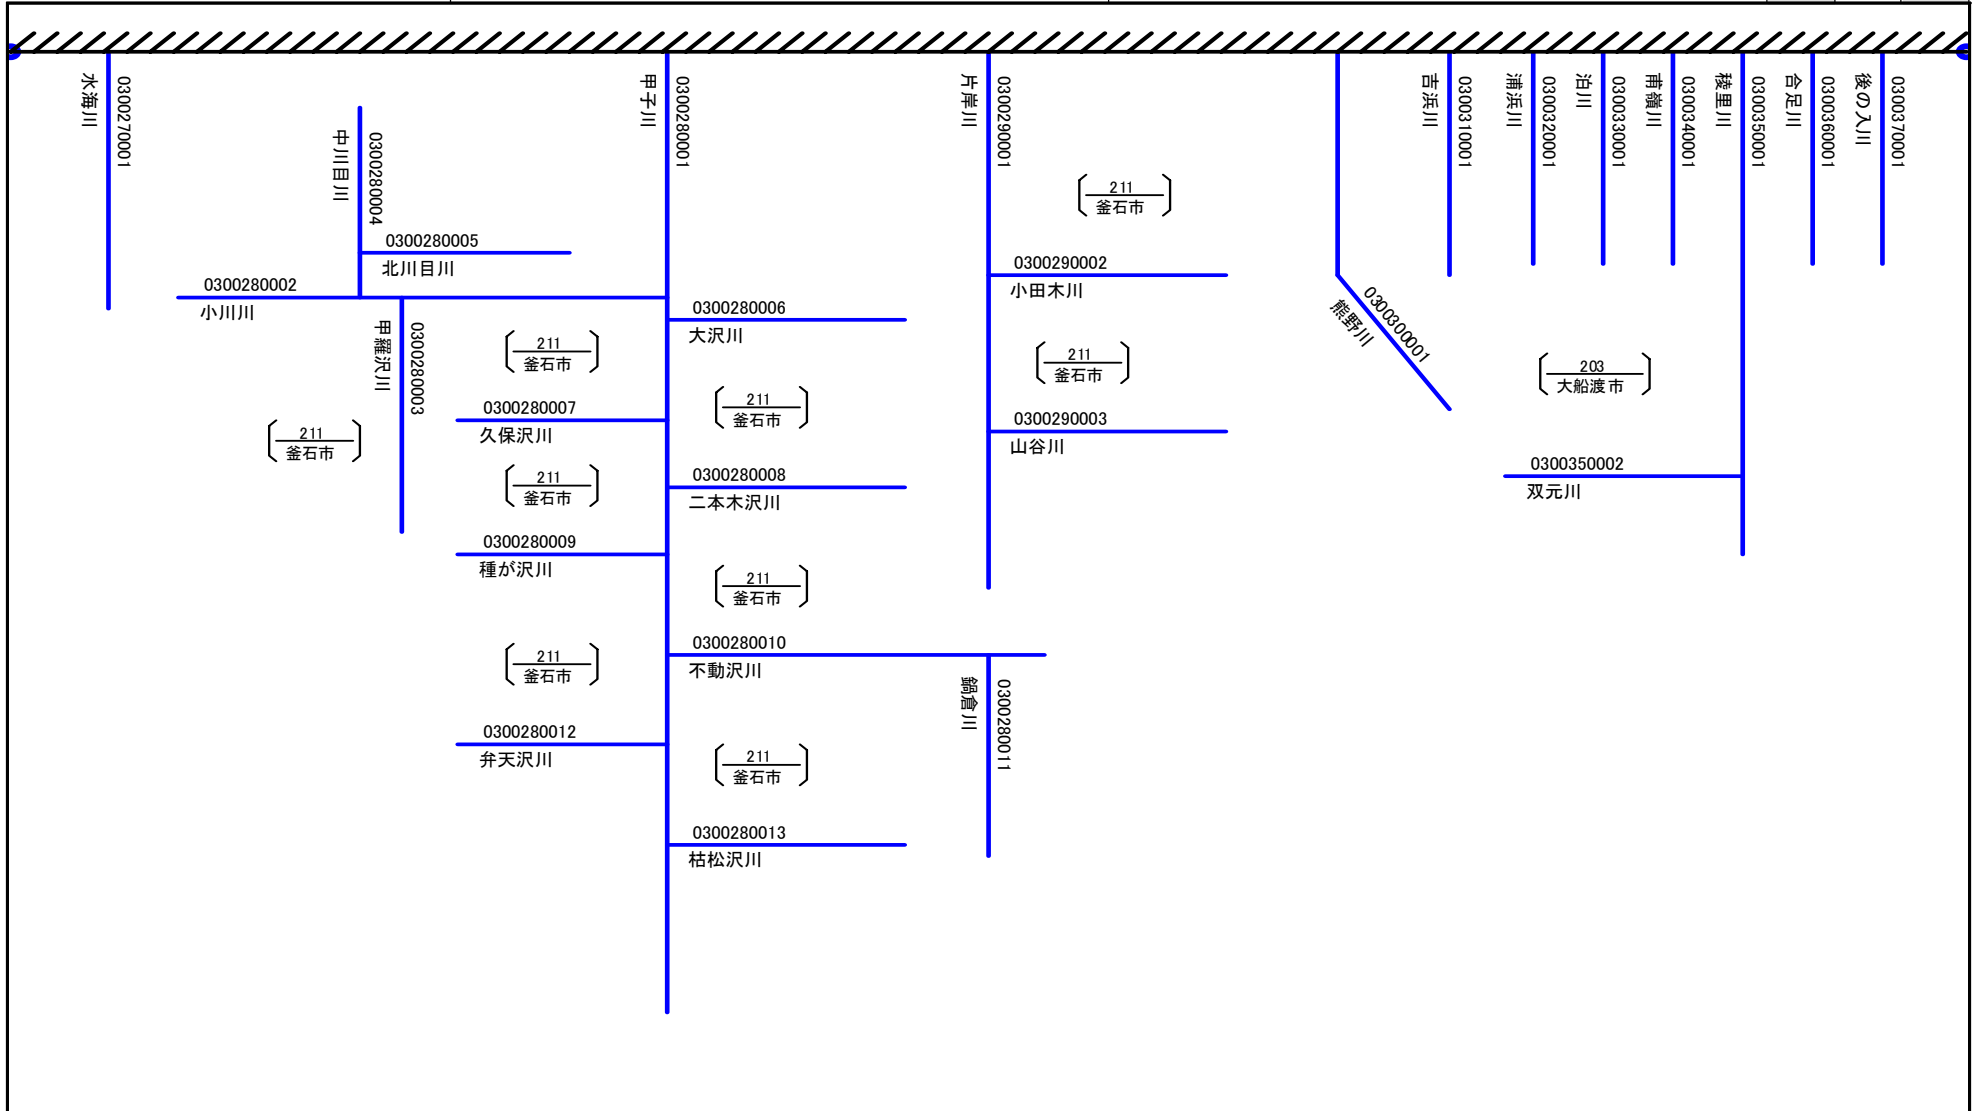 水海川
0300270001
中川目川
0300280004
0300280005
北川目川
0300280002
小川川
甲羅沢川
0300280003
211
釜石市
甲子川
0300280001
0300280006
大沢川
211
釜石市
211
釜石市
0300280007
久保沢川
0300280008
二本木沢川
211
釜石市
0300280009
種が沢川
211
釜石市
0300280010
不動沢川
鍋倉川
0300280011
211
釜石市
0300280012
弁天沢川
211
釜石市
0300280013
枯松沢川
片岸川
0300290001
211
釜石市
0300290002
小田木川
211
釜石市
0300290003
山谷川
熊野川
0300300001
吉浜川
0300310001
浦浜川
0300320001
泊川
0300330001
甫嶺川
0300340001
稜里川
0300350001
合足川
0300360001
後の入川
0300370001
203
大船渡市
0300350002
双元川